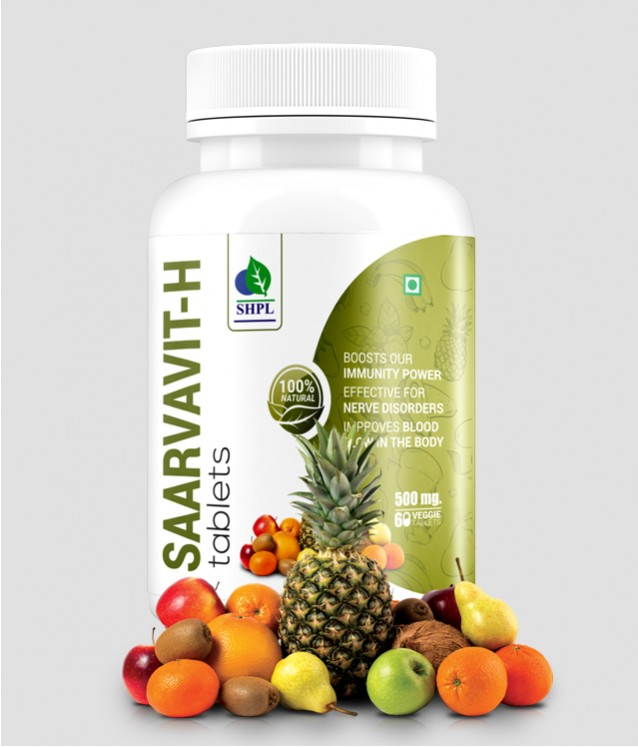 SAARVAVIT-H
tablets
SHPL
100%
NATURAL
BOOSTS OUR
IMMUNITY POWER
EFFECTIVE FOR
NERVE DISORDERS
IMPROVES BLOOD
IN THE BODY
500 mg.
60 VEGGIE
TABLETS